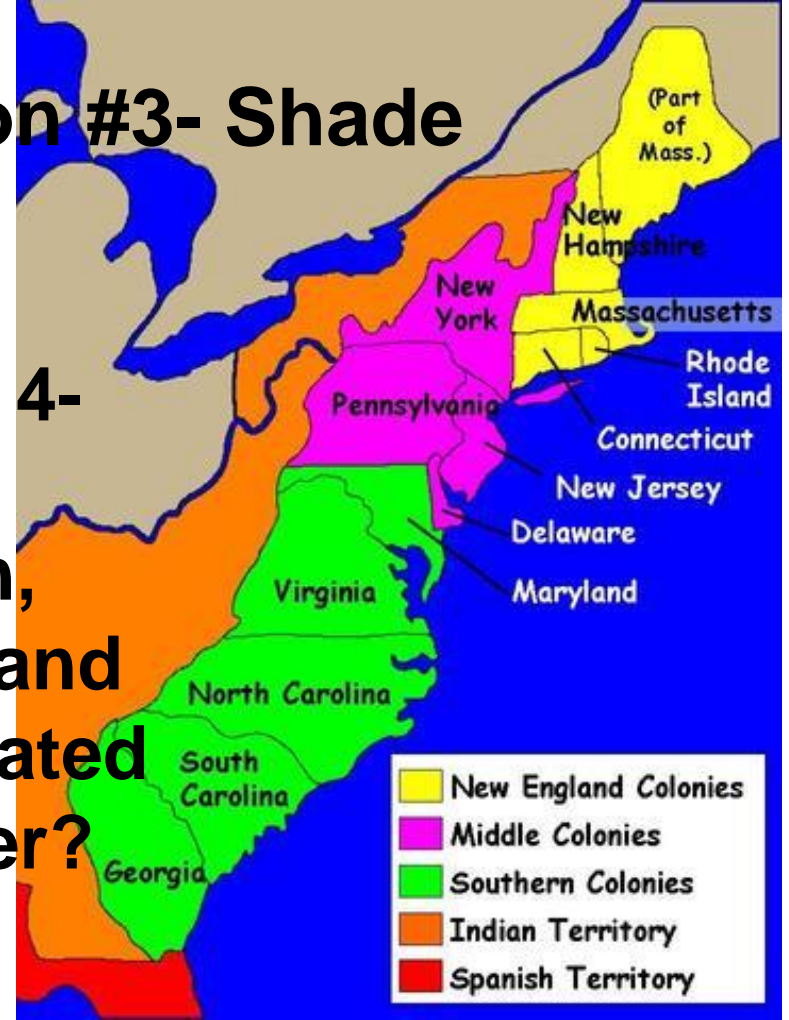 on #3- Shade
(Part
of
Mass.)
New
Hampshire
New
York
Massachusetts
Rhode
Island
4-
Pennsylvania
Connecticut
New Jersey
Delaware
Maryland
Virginia
and
North Carolina
ated
South
Carolina
er?
Georgia
New England Colonies
Middle Colonies
Southern Colonies
Indian Territory
Spanish Territory